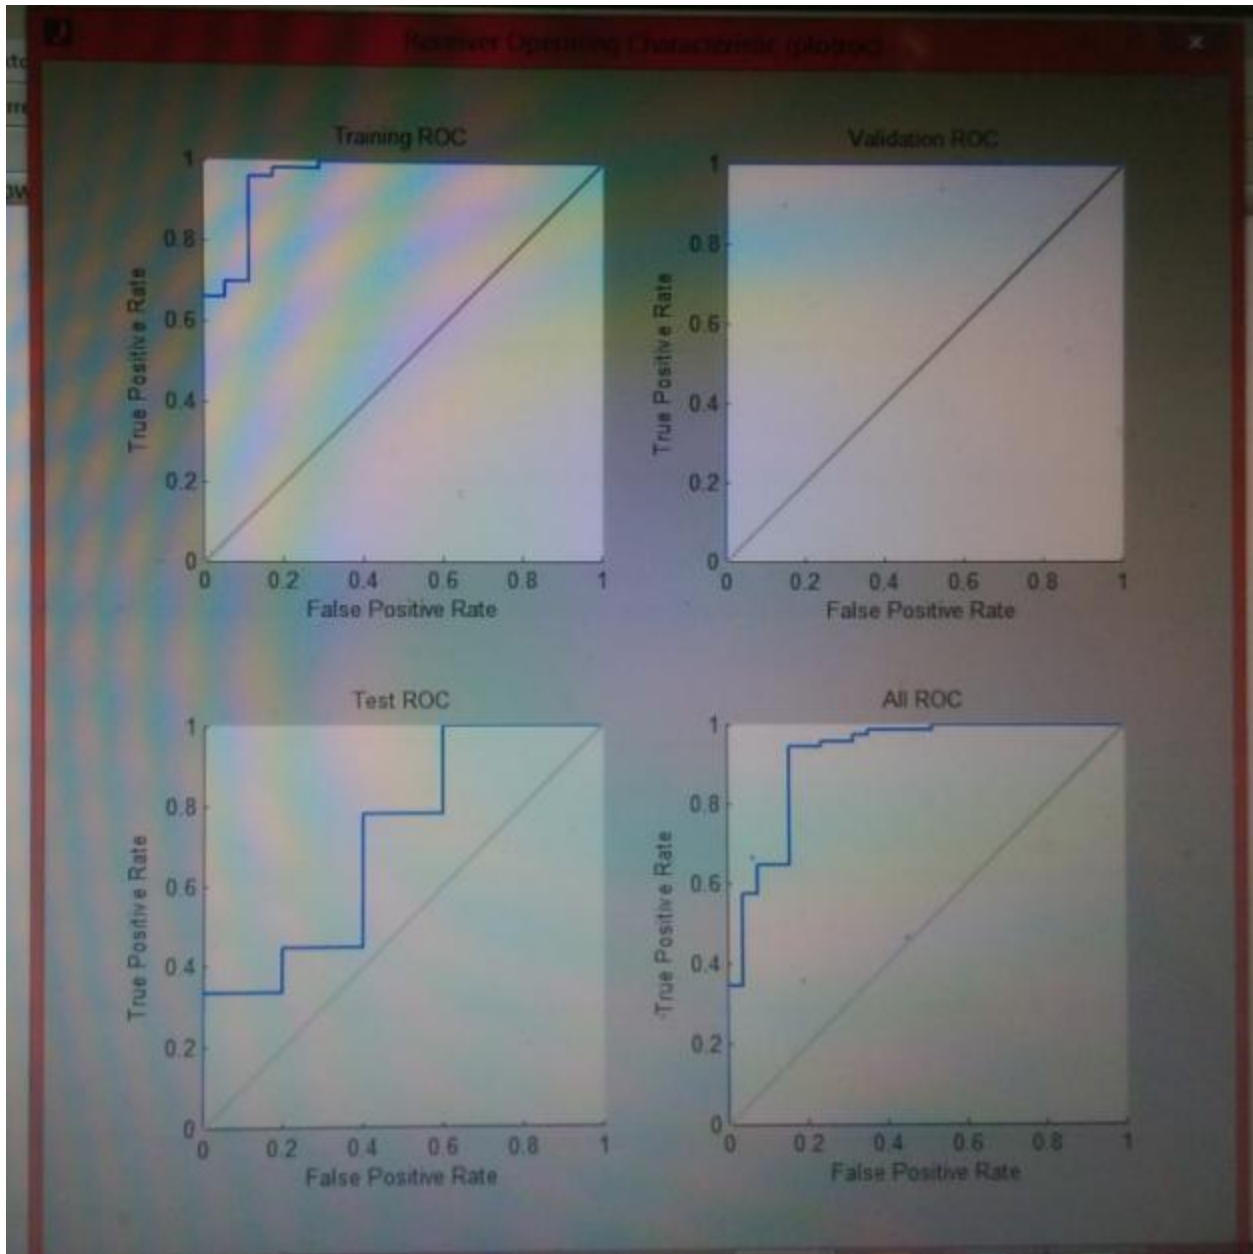 Receiver Operating Characteristic (plotroc)
Training ROC
1
0.8
0.6
0.4
0.2
0
True Positive Rate
0 0.2 0.4 0.6 0.8 1
False Positive Rate
Validation ROC
1
0.8
0.6
0.4
0.2
0
True Positive Rate
0 0.2 0.4 0.6 0.8 1
False Positive Rate
Test ROC
1
0.8
0.6
0.4
0.2
0
True Positive Rate
0 0.2 0.4 0.6 0.8 1
False Positive Rate
All ROC
1
0.8
0.6
0.4
0.2
0
True Positive Rate
0 0.2 0.4 0.6 0.8 1
False Positive Rate